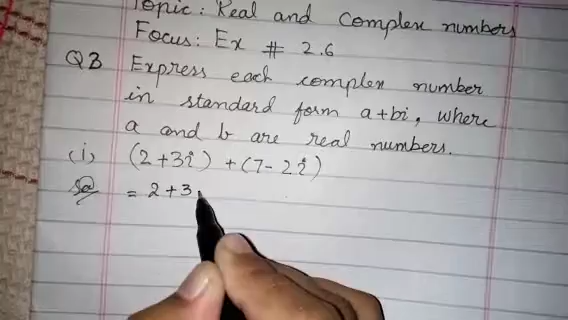 Topic: Real and Complex numbers
Focus: Ex # 2.6
Q3 Express each complex number
in standard form a+bi, where
a and b are real numbers.
(i) (2+3i) + (7-2i)
Sol = 2+3